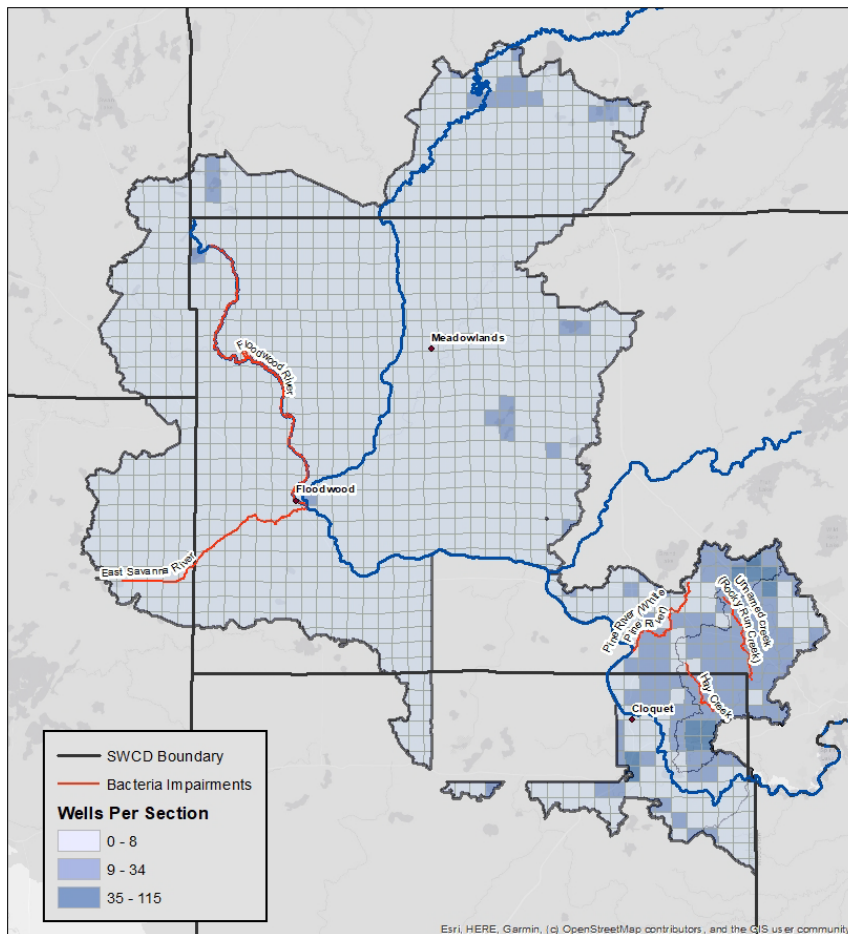 Meadowlands
Floodwood River
Floodwood
East Savanna River
Pine River (White
Pine River)
Unnamed creek
(Rocky Run Creek)
Hay Creek
Cloquet
SWCD Boundary
Bacteria Impairments
Wells Per Section
0 - 8
9 - 34
35 - 115
Esri, HERE, Garmin, (c) OpenStreetMap contributors, and the GIS user community